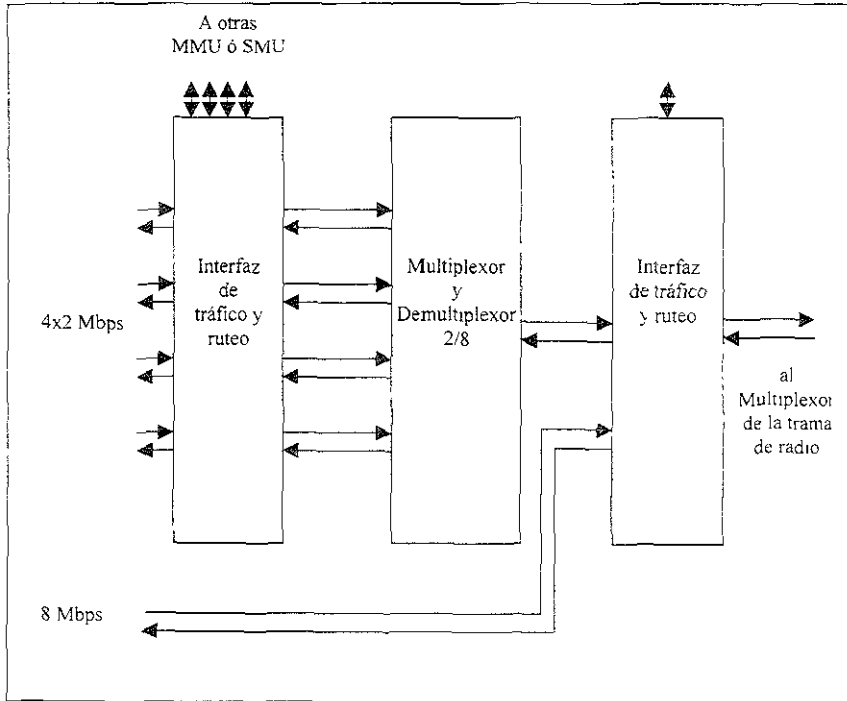 A otras
MMU ó SMU
4x2 Mbps
Interfaz
de
tráfico y
ruteo
Multiplexor
y
Demultiplexor
2/8
Interfaz
de tráfico
y ruteo
al
Multiplexor
de la trama
de radio
8 Mbps